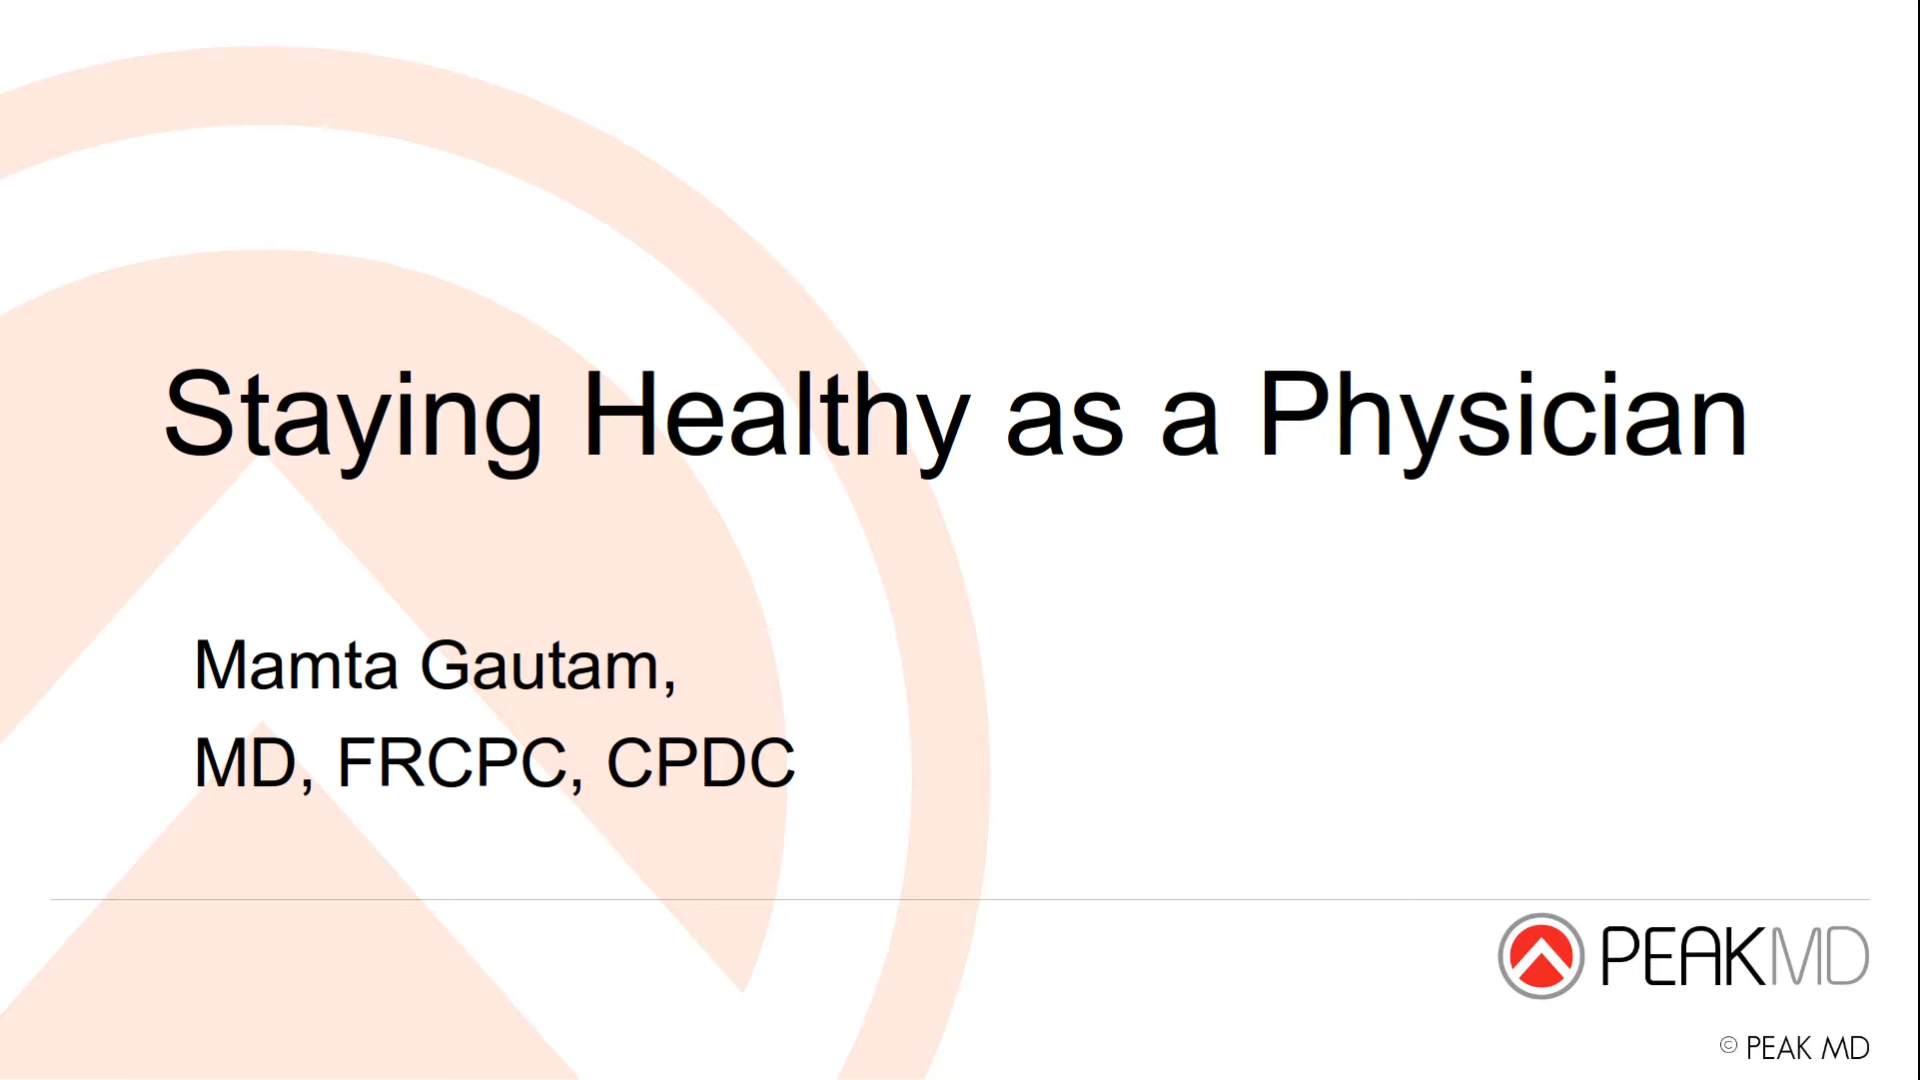 Staying Healthy as a Physician
Mamta Gautam,
MD, FRCPC, CPDC
PEAKMD
© PEAK MD